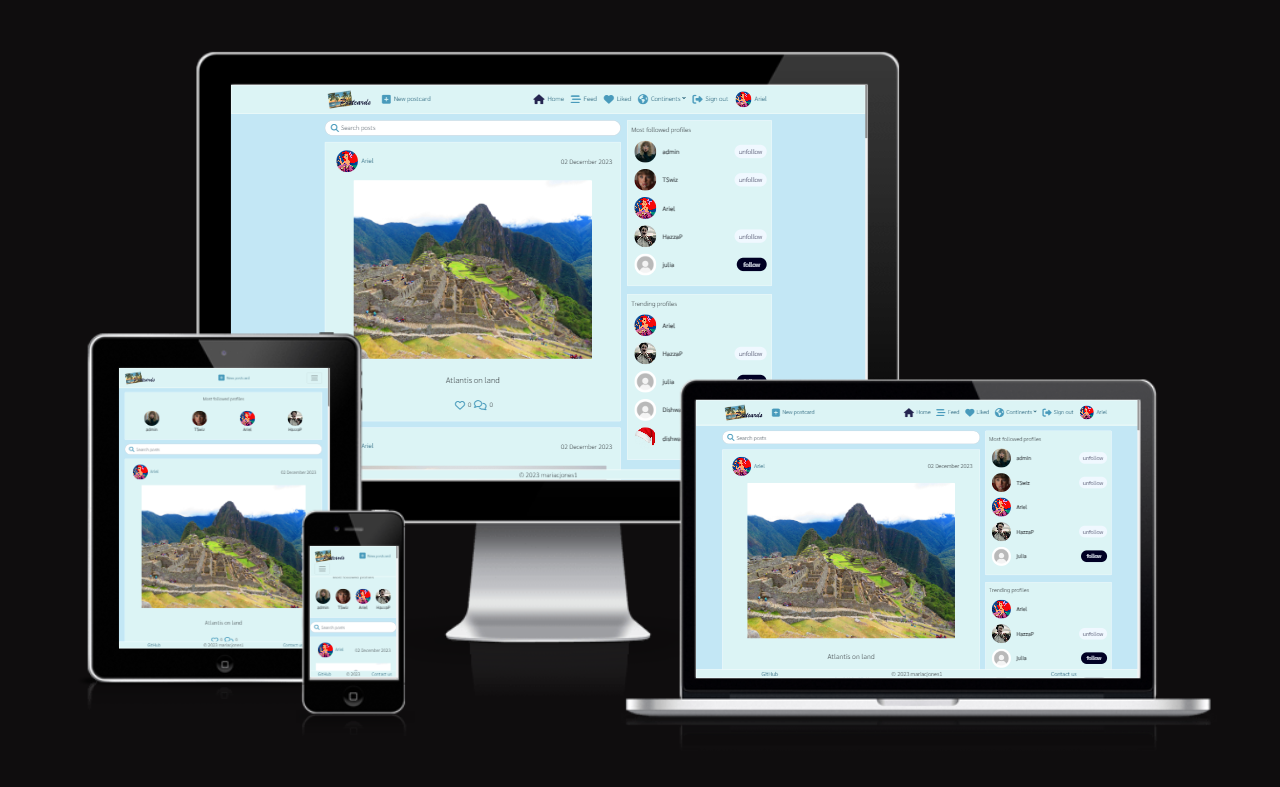 Postcards New postcard Home Feed Liked Continents Sign out Ariel
Search posts
Ariel 02 December 2023
Atlantis on land
0 0
Ariel 02 December 2023
© 2023 mariacjones1
Most followed profiles
admin unfollow
TSwiz unfollow
Ariel
HazzaP unfollow
julia follow
Trending profiles
Ariel
HazzaP unfollow
julia
dishwa
New postcard
Most followed profiles
admin TSwiz Ariel HazzaP
Search posts
Ariel 02 December 2023
Atlantis on land
GitHub © 2023 mariacjones1 Contact us
New postcard
Most followed profiles
admin TSwiz Ariel HazzaP
Search posts
Ariel 02 December 2023
GitHub © 2023 Contact us
Postcards New postcard Home Feed Liked Continents Sign out Ariel
Search posts
Ariel 02 December 2023
Atlantis on land
Most followed profiles
admin unfollow
TSwiz unfollow
Ariel
HazzaP unfollow
julia follow
Trending profiles
Ariel
HazzaP unfollow
julia follow
GitHub © 2023 mariacjones1 Contact us